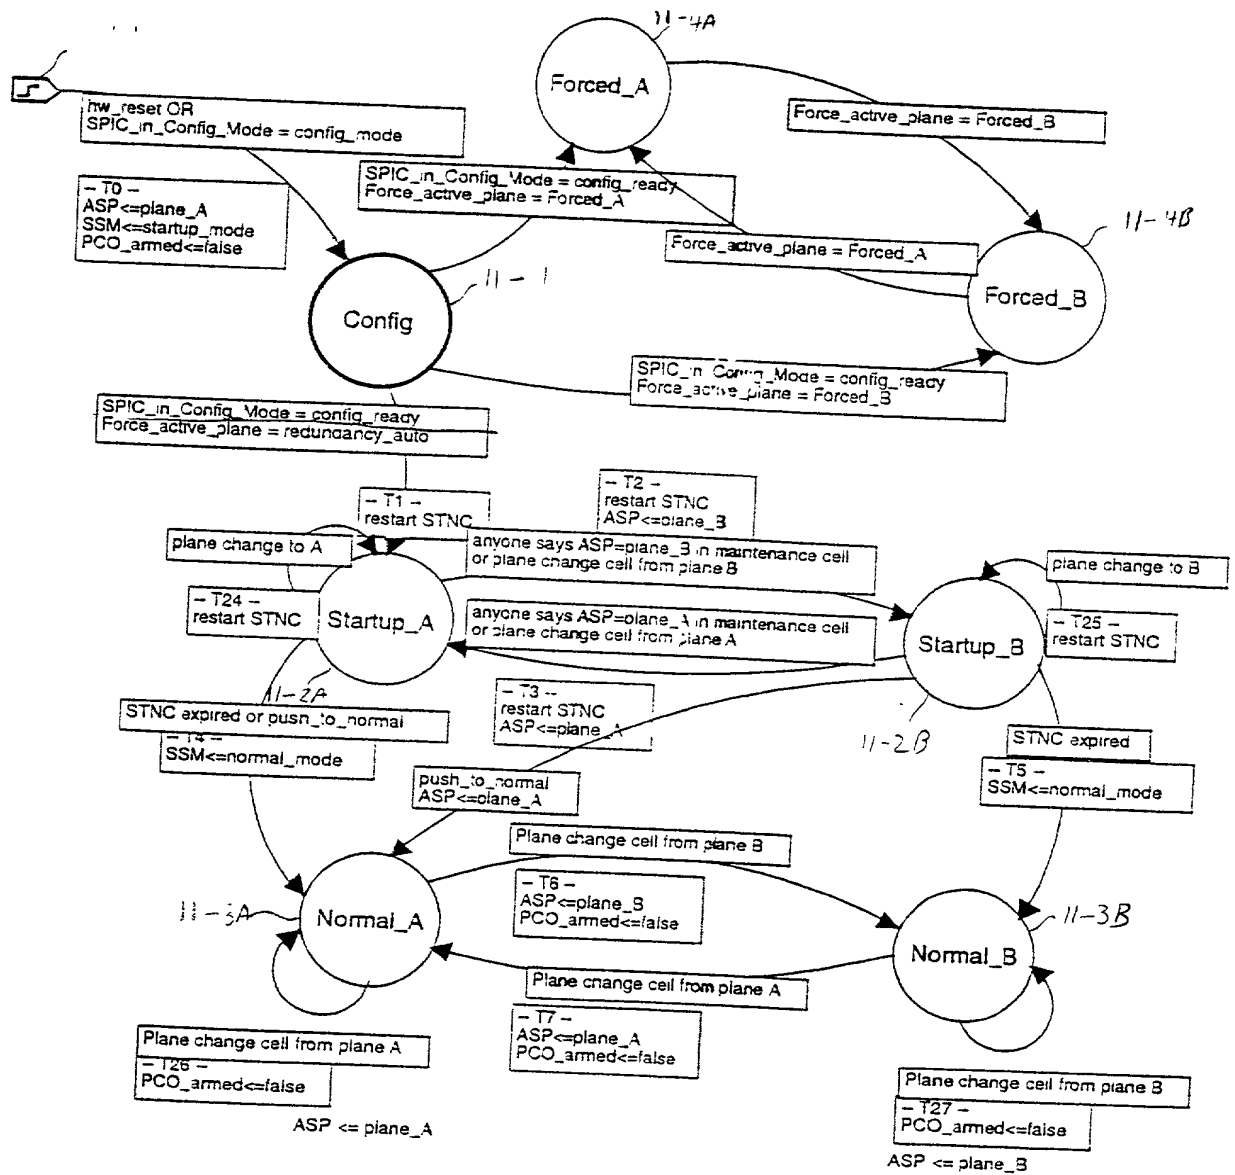 11-4A
Forced_A
hw_reset OR
SPIC_in_Config_Mode = config_mode
Force_active_plane = Forced_B
SPIC_in_Config_Mode = config_ready
Force_active_plane = Forced_A
-- T0 --
ASP<=plane_A
SSM<=startup_mode
PCO_armed<=false
11-4B
Force_active_plane = Forced_A
11-1
Forced_B
Config
SPIC_in_Config_Mode = config_ready
Force_active_plane = Forced_B
SPIC_in_Config_Mode = config_ready
Force_active_plane = redundancy_auto
-- T2 --
restart STNC
ASP<=plane_B
-- T1 --
restart STNC
plane change to A
anyone says ASP=plane_B in maintenance cell
or plane change cell from plane B
plane change to B
-- T24 --
restart STNC
Startup_A
anyone says ASP=plane_A in maintenance cell
or plane change cell from plane A
Startup_B
-- T25 --
restart STNC
11-2A
-- T3 --
restart STNC
ASP<=plane_A
11-2B
STNC expired or push_to_normal
-- T4 --
SSM<=normal_mode
STNC expired
-- T5 --
SSM<=normal_mode
push_to_normal
ASP<=plane_A
Plane change cell from plane B
-- T6 --
ASP<=plane_B
PCO_armed<=false
11-3A
Normal_A
11-3B
Normal_B
Plane change cell from plane A
-- T7 --
ASP<=plane_A
PCO_armed<=false
Plane change cell from plane A
-- T26 --
PCO_armed<=false
ASP <= plane_A
Plane change cell from plane B
-- T27 --
PCO_armed<=false
ASP <= plane_B